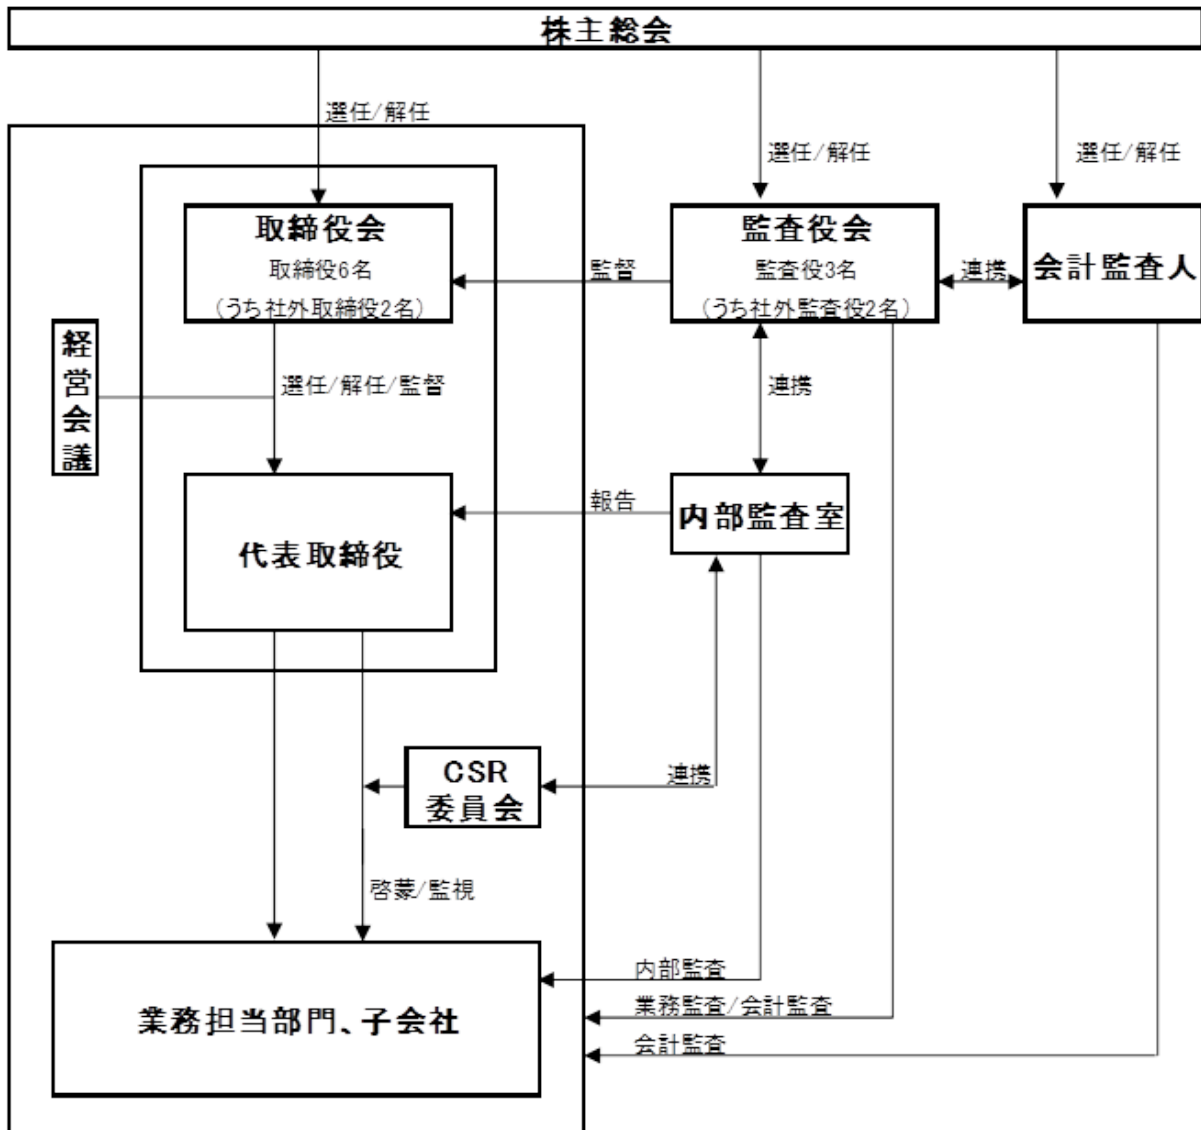 株主総会
選任/解任
選任/解任
選任/解任
取締役会
取締役6名
(うち社外取締役2名)
監督
監査役会
監査役3名
(うち社外監査役2名)
連携
会計監査人
経営会議
選任/解任/監督
連携
代表取締役
報告
内部監査室
CSR
委員会
連携
啓蒙/監視
業務担当部門、子会社
内部監査
業務監査/会計監査
会計監査